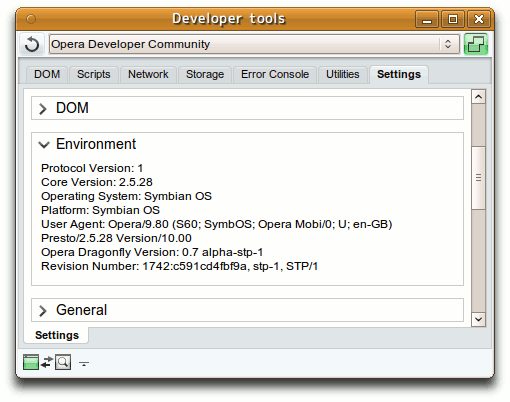 Developer tools
Opera Developer Community
DOM Scripts Network Storage Error Console Utilities Settings
DOM
Environment
Protocol Version: 1
Core Version: 2.5.28
Operating System: Symbian OS
Platform: Symbian OS
User Agent: Opera/9.80 (S60; SymbOS; Opera Mobi/0; U; en-GB)
Presto/2.5.28 Version/10.00
Opera Dragonfly Version: 0.7 alpha-stp-1
Revision Number: 1742:c591cd4fbf9a, stp-1, STP/1
General
Settings